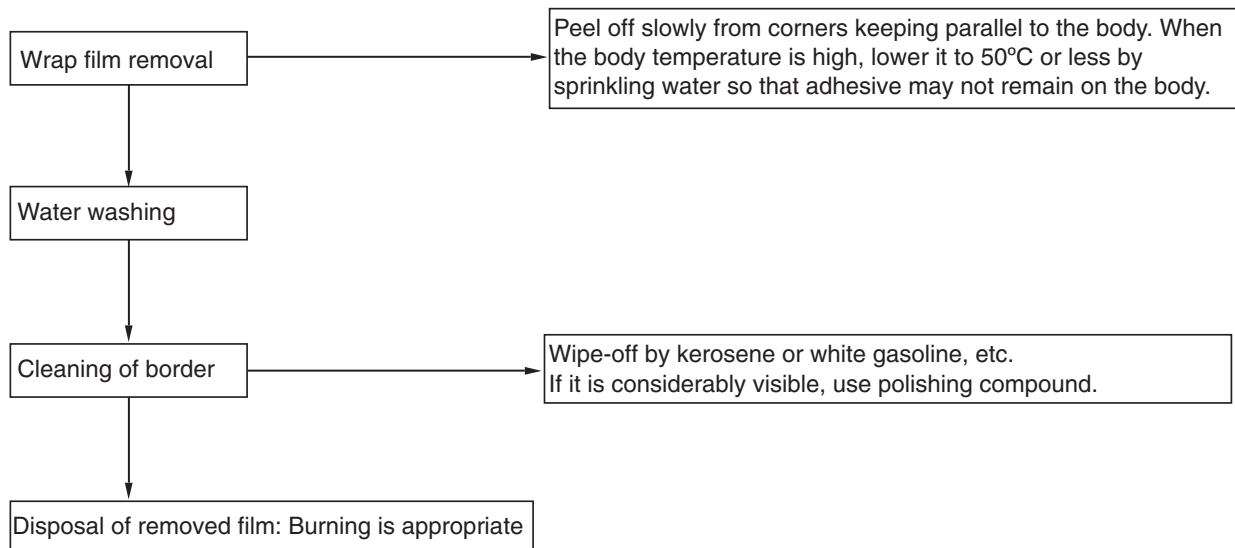 Wrap film removal
Peel off slowly from corners keeping parallel to the body. When
the body temperature is high, lower it to 50ºC or less by
sprinkling water so that adhesive may not remain on the body.
Water washing
Cleaning of border
Wipe-off by kerosene or white gasoline, etc.
If it is considerably visible, use polishing compound.
Disposal of removed film: Burning is appropriate